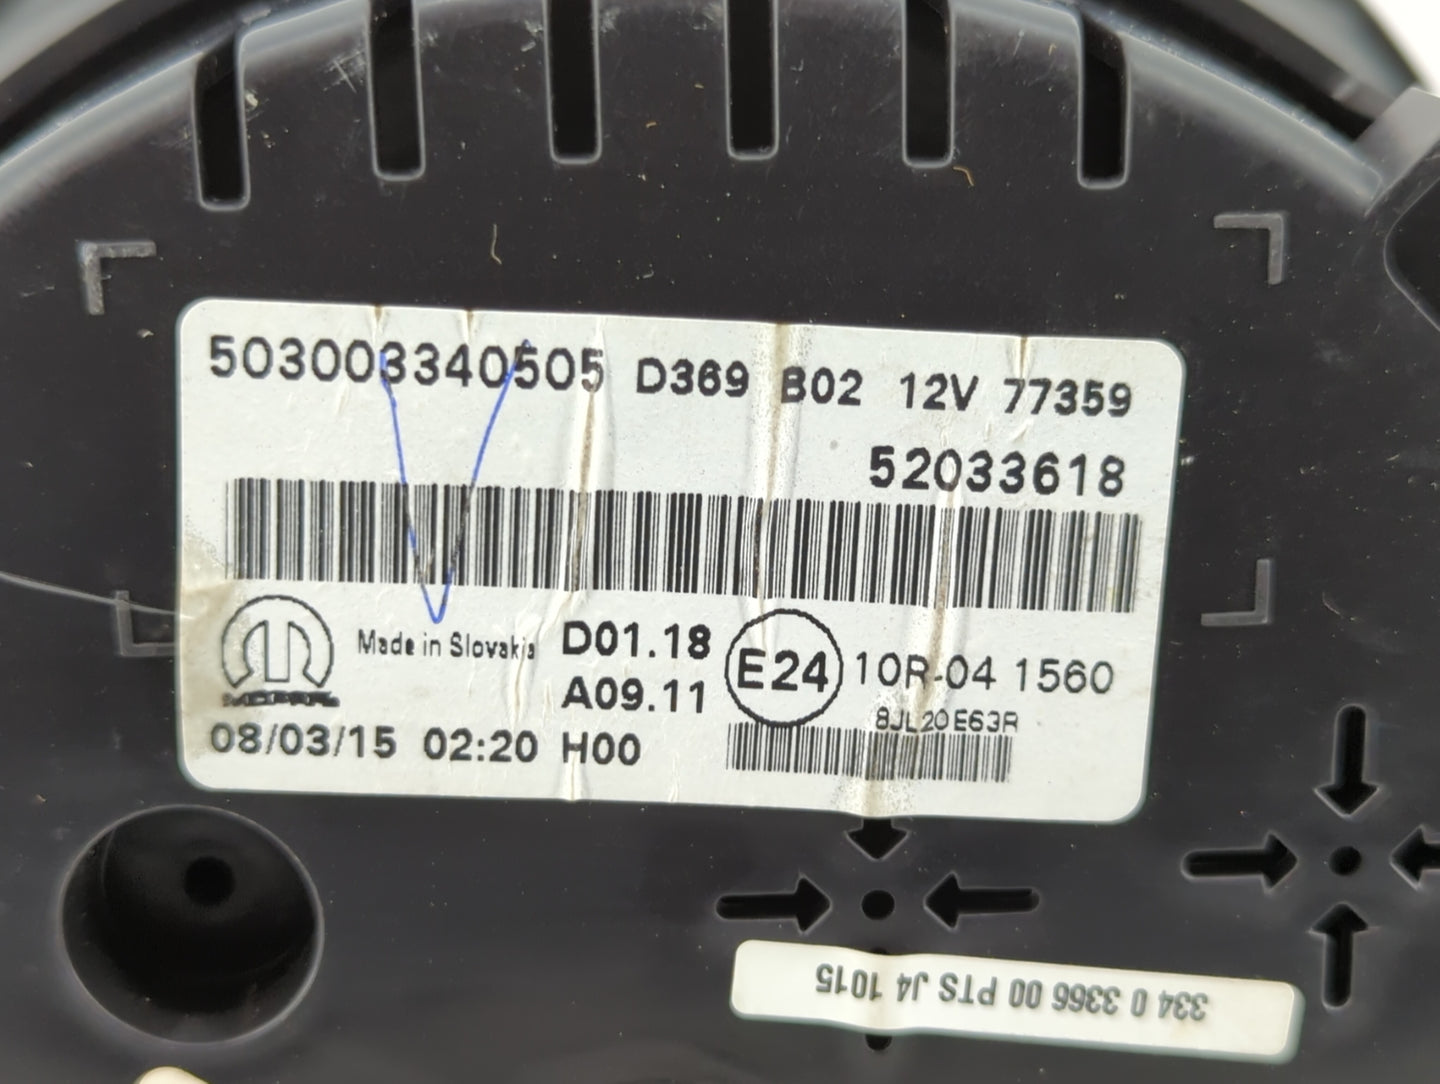 503003340505 D369 B02 12V 77359
52033618
MOPAR
Made in Slovakia D01.18 E24 10R-04 1560
A09.11
8JL20E63R
08/03/15 02:20 H00
334 0 3366 00 PTS J4 1015